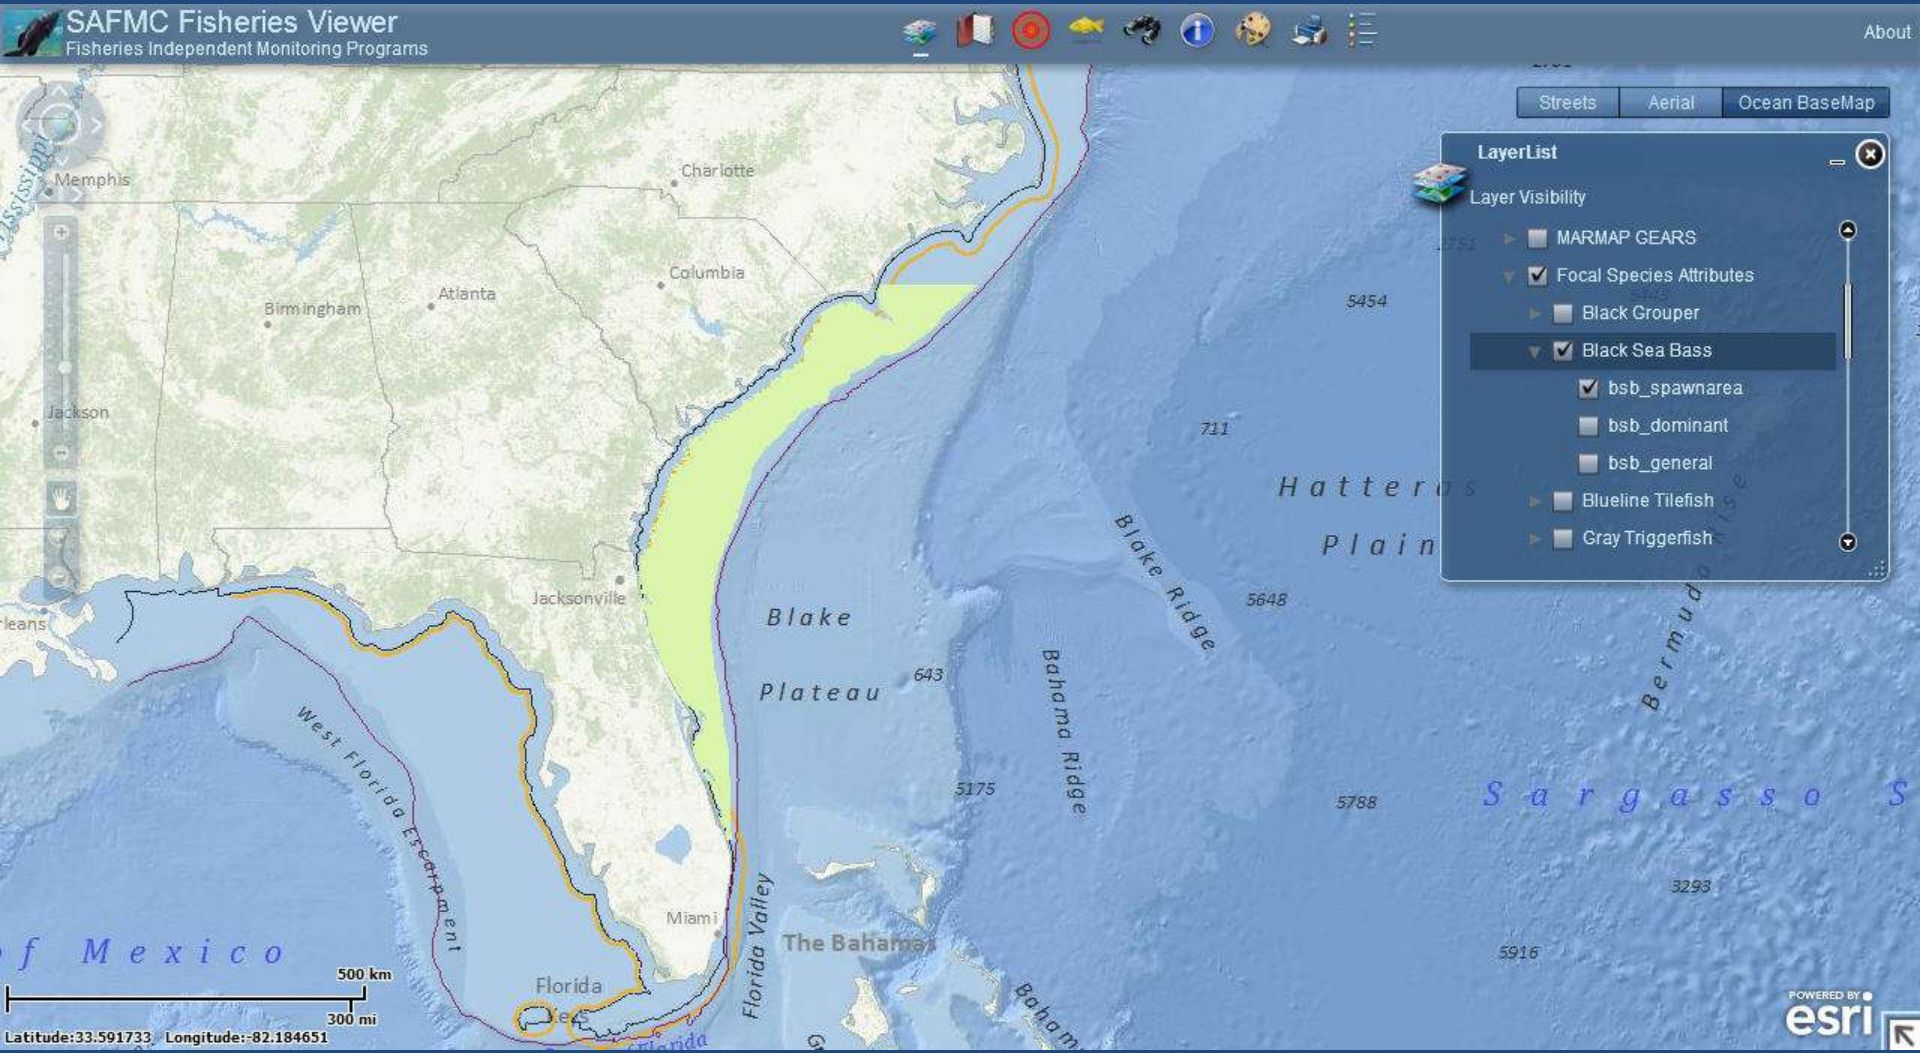 SAFMC Fisheries Viewer
Fisheries Independent Monitoring Programs
About
Streets
Aerial
Ocean BaseMap
LayerList
Layer Visibility
MARMAP GEARS
Focal Species Attributes
Black Grouper
Black Sea Bass
bsb_spawnarea
bsb_dominant
bsb_general
Blueline Tilefish
Gray Triggerfish
Memphis
Charlotte
Columbia
Atlanta
Birmingham
Jackson
Jacksonville
leans
Miami
Florida
Keys
2751
5454
711
Hatteras
Plain
Blake Ridge
5648
Blake
Plateau
643
Bahama Ridge
5175
5788
Bermuda Rise
Sargasso S
3293
5916
West Florida Escarpment
Florida Valley
The Bahamas
Baham
f Mexico
Florida
500 km
300 mi
Latitude:33.591733 Longitude:-82.184651
POWERED BY
esri